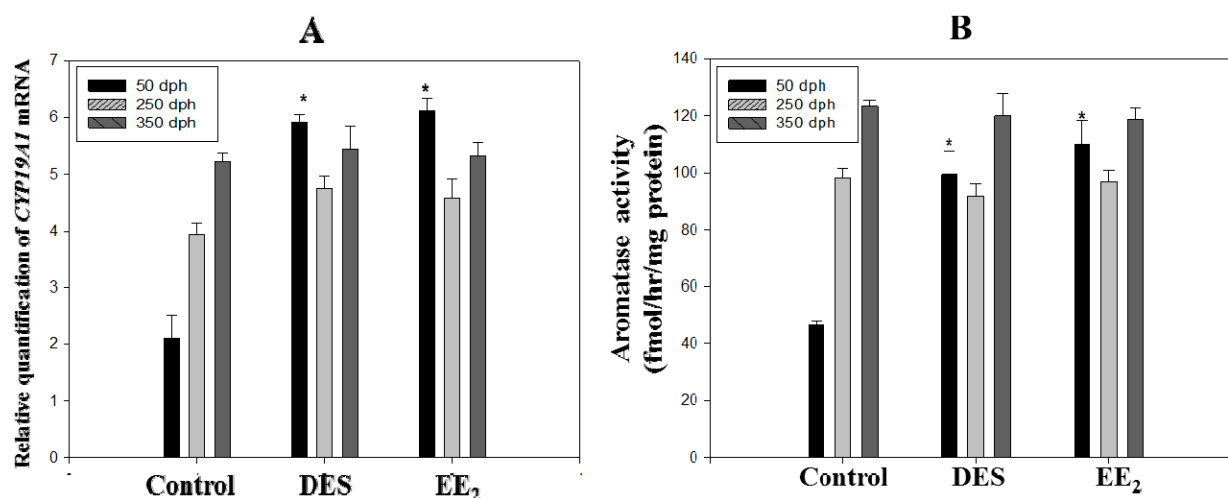 A
Relative quantification of CYP19A1 mRNA
7
6
5
4
3
2
1
0
50 dph
250 dph
350 dph
*
*
Control
DES
EE₂
B
Aromatase activity
(fmol/hr/mg protein)
140
120
100
80
60
40
20
0
50 dph
250 dph
350 dph
*
*
Control
DES
EE₂